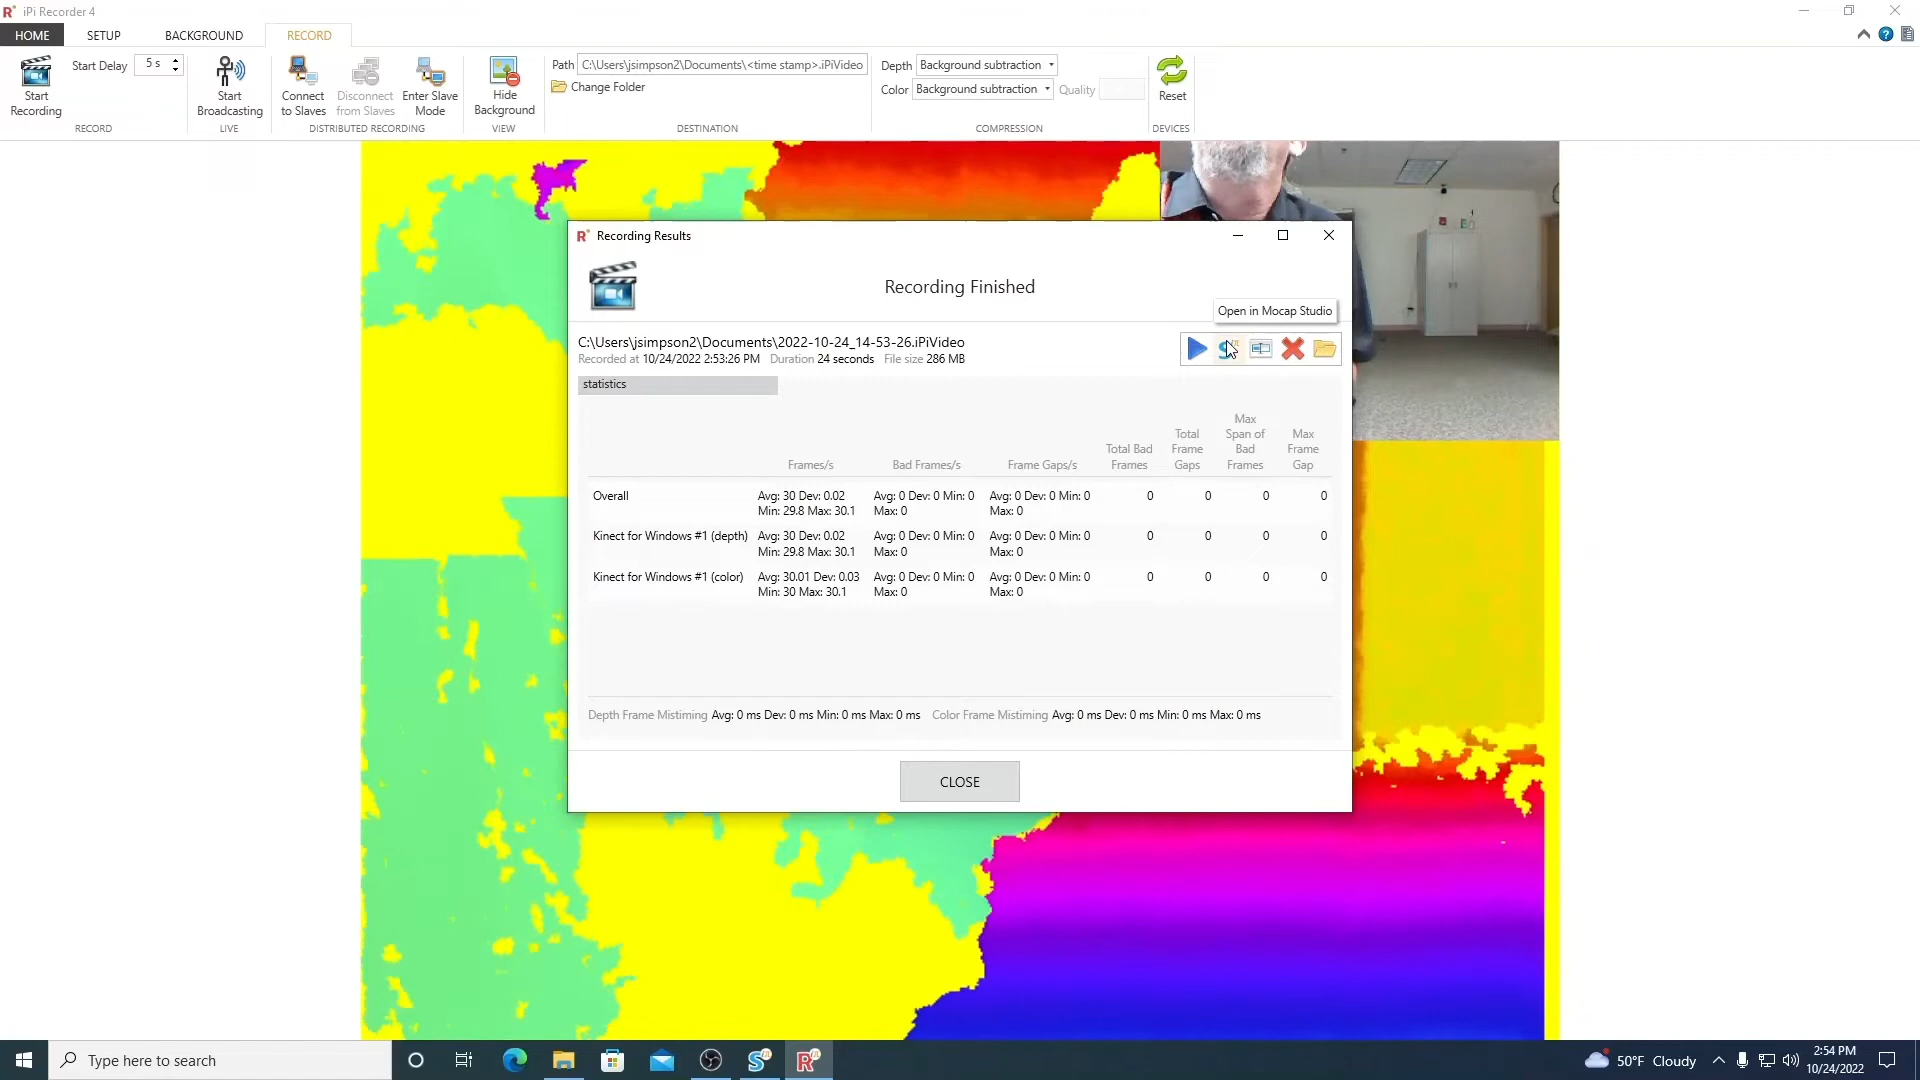 iPi Recorder 4
HOME
SETUP
BACKGROUND
RECORD
Start Recording
Start Delay
5 s
RECORD
Start Broadcasting
LIVE
Connect to Slaves
Disconnect from Slaves
Enter Slave Mode
DISTRIBUTED RECORDING
Hide Background
VIEW
Path C:\Users\jsimpson2\Documents\<time stamp>.iPiVideo
Change Folder
DESTINATION
Depth Background subtraction
Color Background subtraction Quality
COMPRESSION
Reset
DEVICES
Recording Results
Recording Finished
Open in Mocap Studio
C:\Users\jsimpson2\Documents\2022-10-24_14-53-26.iPiVideo
Recorded at 10/24/2022 2:53:26 PM Duration 24 seconds File size 286 MB
statistics
Frames/s
Bad Frames/s
Frame Gaps/s
Total Bad Frames
Total Frame Gaps
Max Span of Bad Frames
Max Frame Gap
Overall Avg: 30 Dev: 0.02 Avg: 0 Dev: 0 Min: 0 Avg: 0 Dev: 0 Min: 0 0 0 0 0
Min: 29.8 Max: 30.1 Max: 0 Max: 0
Kinect for Windows #1 (depth) Avg: 30 Dev: 0.02 Avg: 0 Dev: 0 Min: 0 Avg: 0 Dev: 0 Min: 0 0 0 0 0
Min: 29.8 Max: 30.1 Max: 0 Max: 0
Kinect for Windows #1 (color) Avg: 30.01 Dev: 0.03 Avg: 0 Dev: 0 Min: 0 Avg: 0 Dev: 0 Min: 0 0 0 0 0
Min: 30 Max: 30.1 Max: 0 Max: 0
Depth Frame Mistiming Avg: 0 ms Dev: 0 ms Min: 0 ms Max: 0 ms Color Frame Mistiming Avg: 0 ms Dev: 0 ms Min: 0 ms Max: 0 ms
CLOSE
Type here to search
50°F Cloudy
2:54 PM
10/24/2022